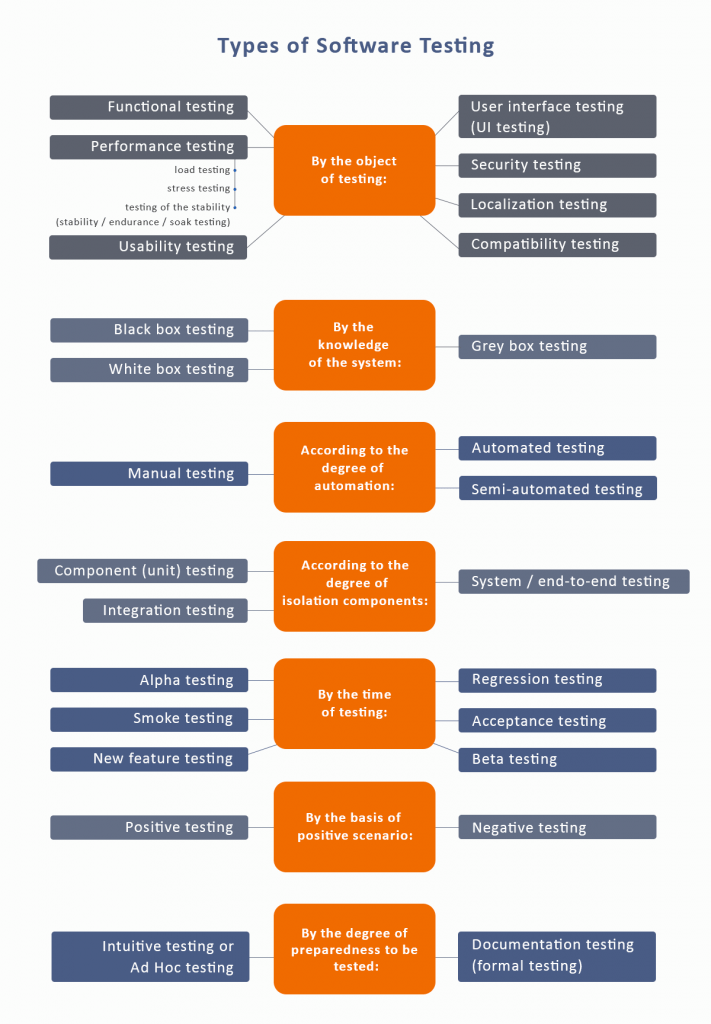 Types of Software Testing
Functional testing
Performance testing
load testing
stress testing
testing of the stability
(stability / endurance / soak testing)
Usability testing
By the object
of testing:
User interface testing
(UI testing)
Security testing
Localization testing
Compatibility testing
Black box testing
White box testing
By the
knowledge
of the system:
Grey box testing
Manual testing
According to the
degree of
automation:
Automated testing
Semi-automated testing
Component (unit) testing
Integration testing
According to the
degree of
isolation components:
System / end-to-end testing
Alpha testing
Smoke testing
New feature testing
By the time
of testing:
Regression testing
Acceptance testing
Beta testing
Positive testing
By the basis of
positive scenario:
Negative testing
Intuitive testing or
Ad Hoc testing
By the degree of
preparedness to be
tested:
Documentation testing
(formal testing)